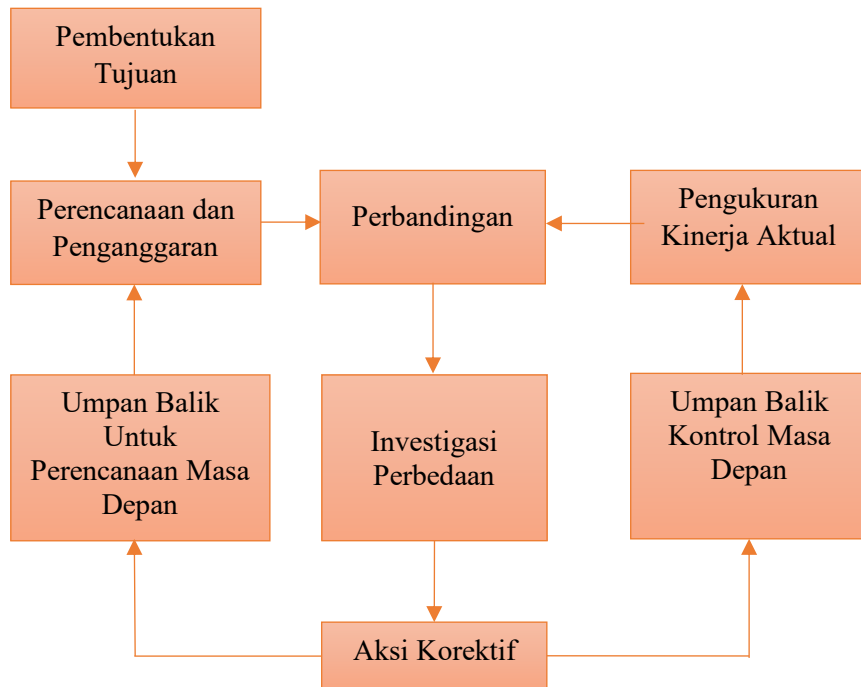 Pembentukan
Tujuan
Perencanaan dan
Penganggaran
Perbandingan
Pengukuran
Kinerja Aktual
Umpan Balik
Untuk
Perencanaan Masa
Depan
Investigasi
Perbedaan
Umpan Balik
Kontrol Masa
Depan
Aksi Korektif